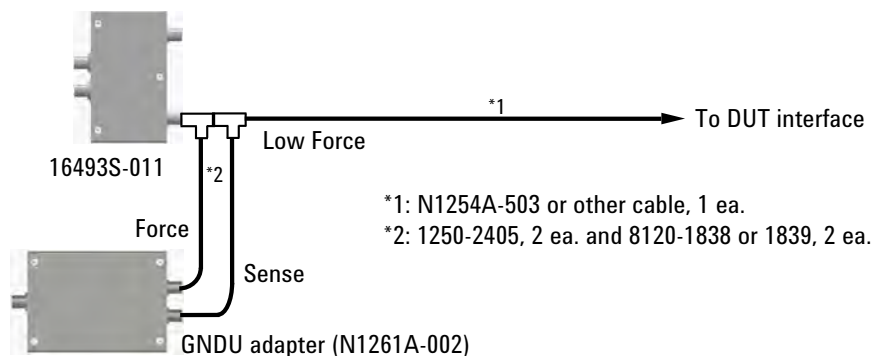 *1
To DUT interface
Low Force
16493S-011
*2
*1: N1254A-503 or other cable, 1 ea.
Force
*2: 1250-2405, 2 ea. and 8120-1838 or 1839, 2 ea.
Sense
GNDU adapter (N1261A-002)